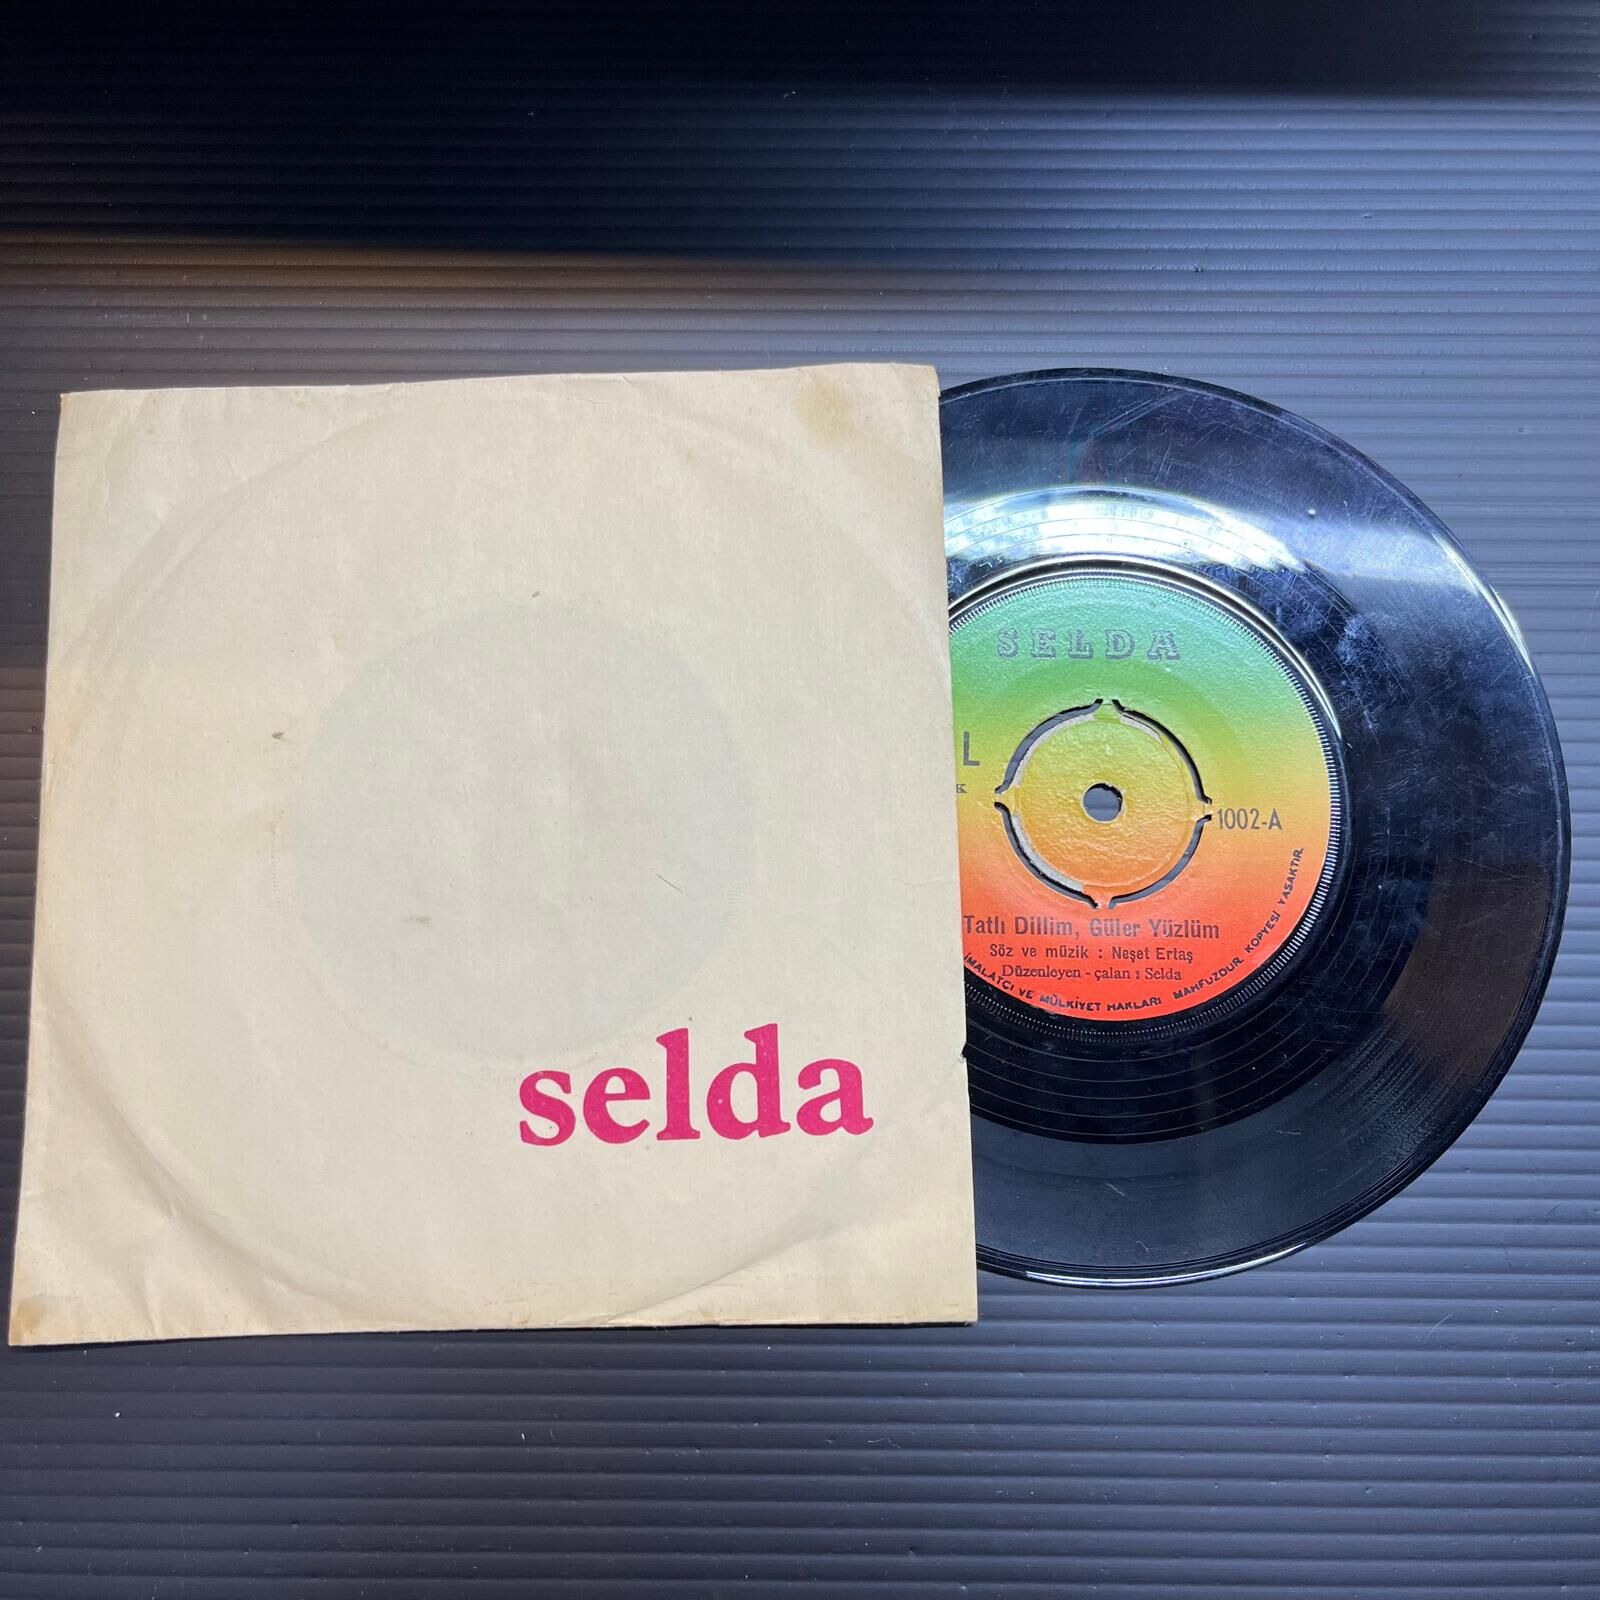 SELDA
L
K
1002-A
Tatlı Dillim, Güler Yüzlüm
Söz ve müzik : Neşet Ertaş
Düzenleyen - çalan : Selda
İMALATÇI VE MÜLKİYET HAKLARI MAHFUZDUR. KOPYESİ YASAKTIR.
selda